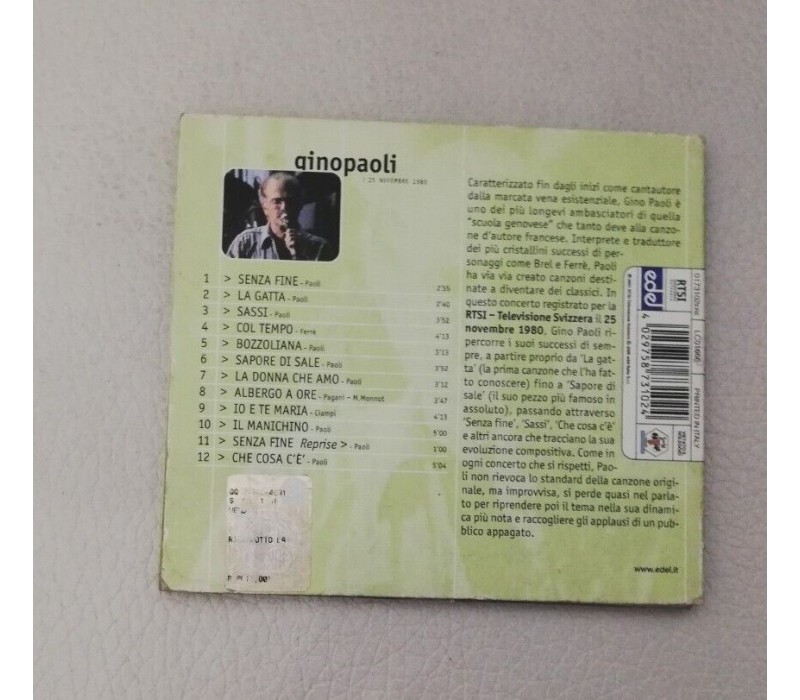 ginopaoli
25 NOVEMBRE 1980
1 > SENZA FINE - Paoli 2'55
2 > LA GATTA - Paoli 2'40
3 > SASSI - Paoli 3'52
4 > COL TEMPO - Ferrè 4'13
5 > BOZZOLIANA - Paoli 3'13
6 > SAPORE DI SALE - Paoli 3'52
7 > LA DONNA CHE AMO - Paoli 3'12
8 > ALBERGO A ORE - Pagani - M. Monnot 3'47
9 > IO E TE MARIA - Ciampi 4'13
10 > IL MANICHINO - Paoli 5'00
11 > SENZA FINE Reprise > - Paoli 1'00
12 > CHE COSA C'È' - Paoli 5'04
Caratterizzato fin dagli inizi come cantautore
dalla marcata vena esistenziale, Gino Paoli è
uno dei più longevi ambasciatori di quella
"scuola genovese" che tanto deve alla canzo-
ne d'autore francese. Interprete e traduttore
dei più cristallini successi di per-
sonaggi come Brel e Ferrè, Paoli
ha via via creato canzoni desti-
nate a diventare dei classici. In
questo concerto registrato per la
RTSI – Televisione Svizzera il 25
novembre 1980, Gino Paoli ri-
percorre i suoi successi di sem-
pre, a partire proprio da 'La gat-
ta' (la prima canzone che l'ha fat-
to conoscere) fino a 'Sapore di
sale' (il suo pezzo più famoso in
assoluto), passando attraverso
'Senza fine', 'Sassi', 'Che cosa c'è'
e altri ancora che tracciano la sua
evoluzione compositiva. Come in
ogni concerto che si rispetti, Pao-
li non rievoca lo standard della canzone origi-
nale, ma improvvisa, si perde quasi nel parla-
to per riprendere poi il tema nella sua dinami-
ca più nota e raccogliere gli applausi di un pub-
blico appagato.
www.edel.it
edel
RTSI
4 029758 731024
LC01666
PRINTED IN ITALY